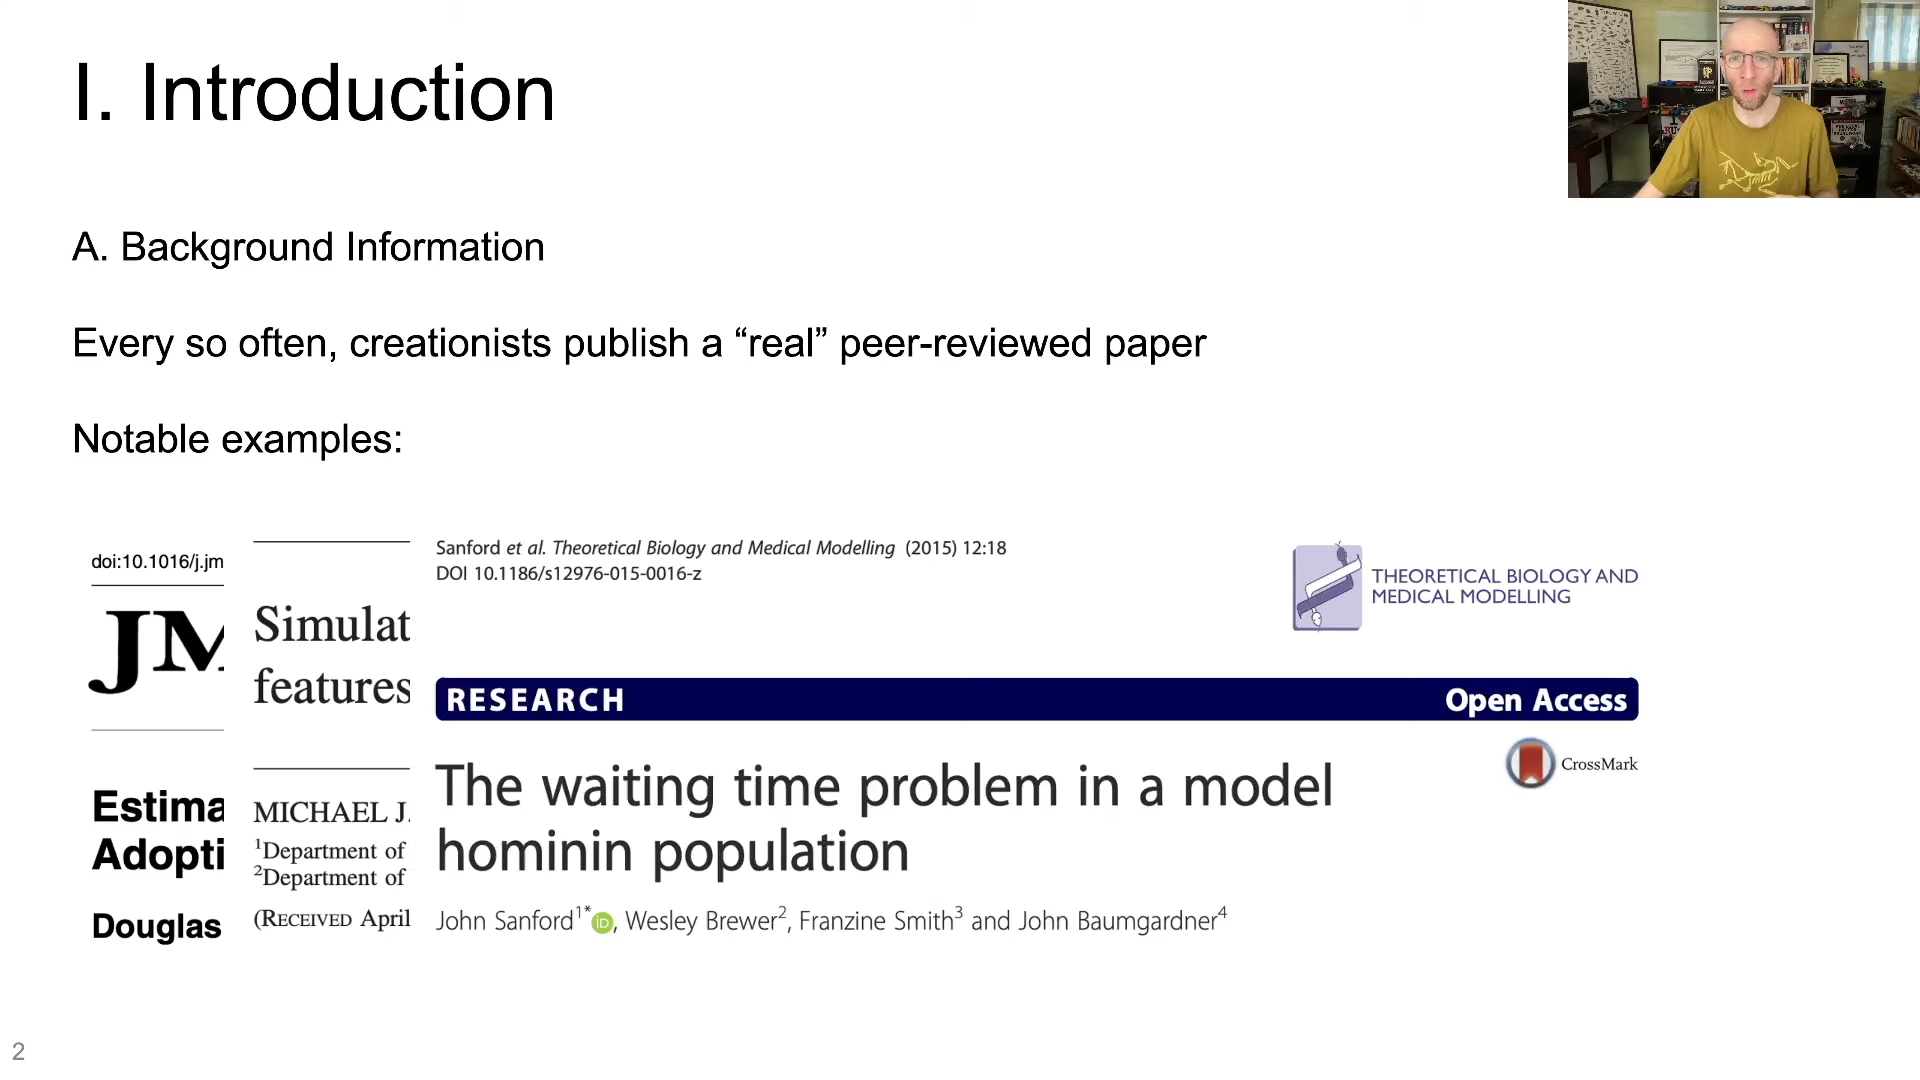 I. Introduction
A. Background Information
Every so often, creationists publish a “real” peer-reviewed paper
Notable examples:
doi:10.1016/j.jm
JM
Estima
Adopti
Douglas
Simulat
features
MICHAEL J.
1Department of
2Department of
(RECEIVED April
Sanford et al. Theoretical Biology and Medical Modelling (2015) 12:18
DOI 10.1186/s12976-015-0016-z
THEORETICAL BIOLOGY AND
MEDICAL MODELLING
RESEARCH
Open Access
CrossMark
The waiting time problem in a model
hominin population
John Sanford1* iD, Wesley Brewer2, Franzine Smith3 and John Baumgardner4
2